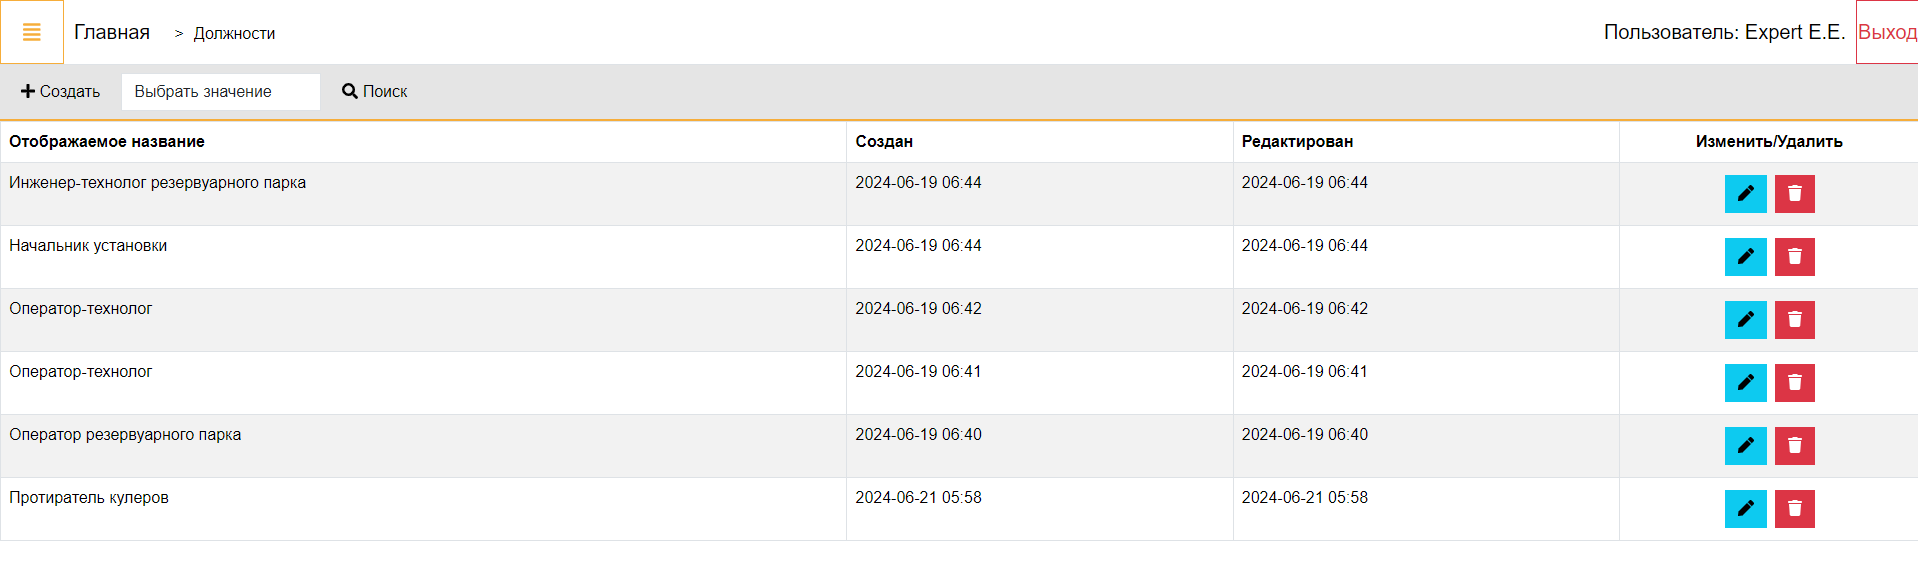 Главная > Должности Пользователь: Expert E.E. Выход
Создать Выбрать значение Поиск
Отображаемое название Создан Редактирован Изменить/Удалить
Инженер-технолог резервуарного парка 2024-06-19 06:44 2024-06-19 06:44
Начальник установки 2024-06-19 06:44 2024-06-19 06:44
Оператор-технолог 2024-06-19 06:42 2024-06-19 06:42
Оператор-технолог 2024-06-19 06:41 2024-06-19 06:41
Оператор резервуарного парка 2024-06-19 06:40 2024-06-19 06:40
Протиратель кулеров 2024-06-21 05:58 2024-06-21 05:58